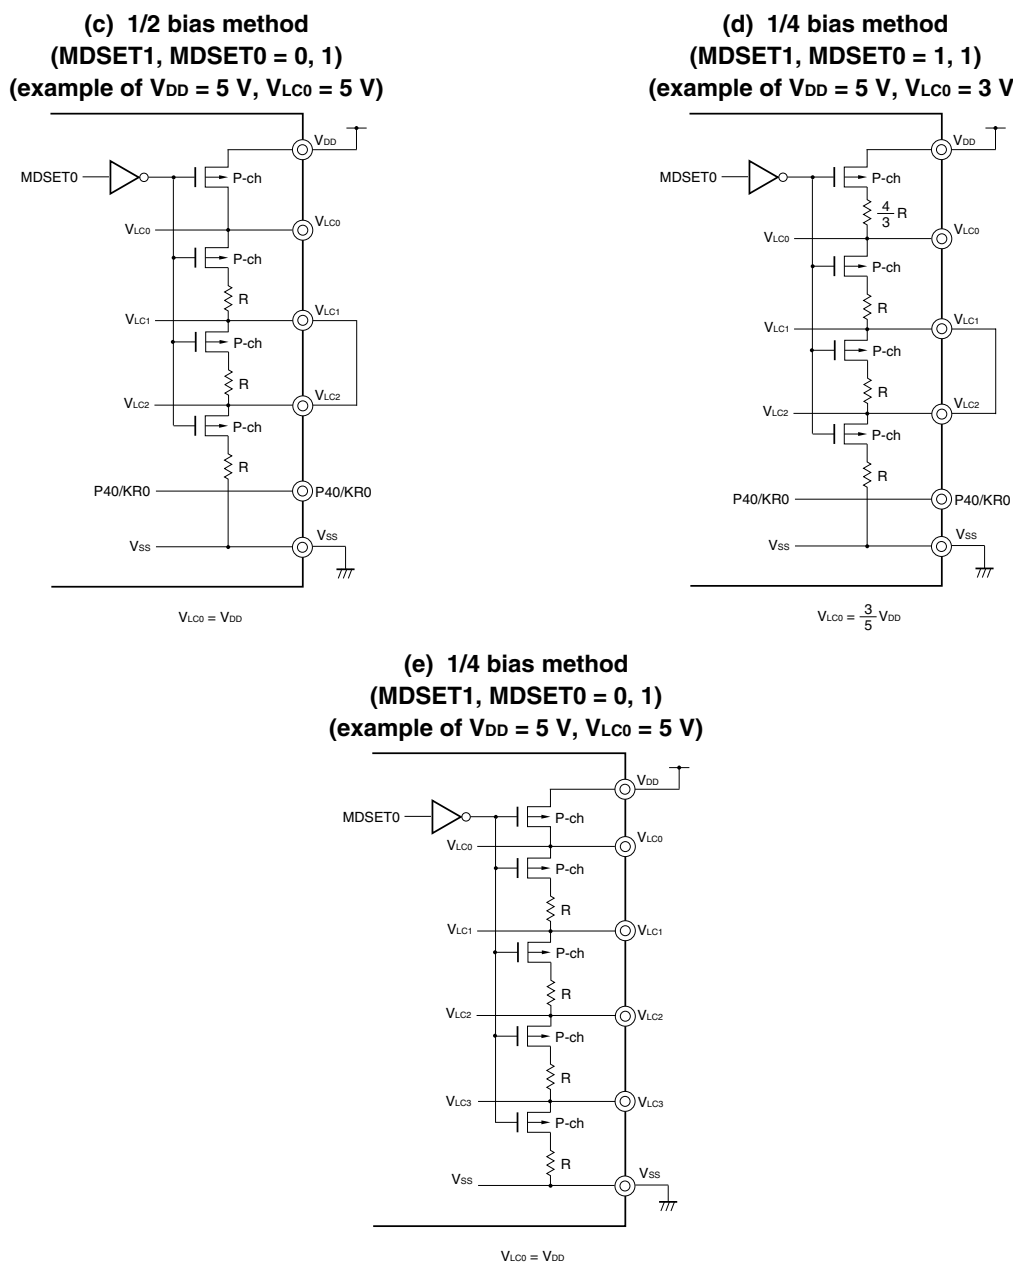 (c) 1/2 bias method
(MDSET1, MDSET0 = 0, 1)
(example of VDD = 5 V, VLC0 = 5 V)
VDD
MDSET0
P-ch
VLC0
VLC0
P-ch
R
VLC1
VLC1
P-ch
R
VLC2
VLC2
P-ch
R
P40/KR0
P40/KR0
VSS
VSS
VLC0 = VDD
(d) 1/4 bias method
(MDSET1, MDSET0 = 1, 1)
(example of VDD = 5 V, VLC0 = 3 V
VDD
MDSET0
P-ch
4/3 R
VLC0
VLC0
P-ch
R
VLC1
VLC1
P-ch
R
VLC2
VLC2
P-ch
R
P40/KR0
P40/KR0
VSS
VSS
VLC0 = 3/5 VDD
(e) 1/4 bias method
(MDSET1, MDSET0 = 0, 1)
(example of VDD = 5 V, VLC0 = 5 V)
VDD
MDSET0
P-ch
VLC0
VLC0
P-ch
R
VLC1
VLC1
P-ch
R
VLC2
VLC2
P-ch
R
VLC3
VLC3
P-ch
R
VSS
VSS
VLC0 = VDD